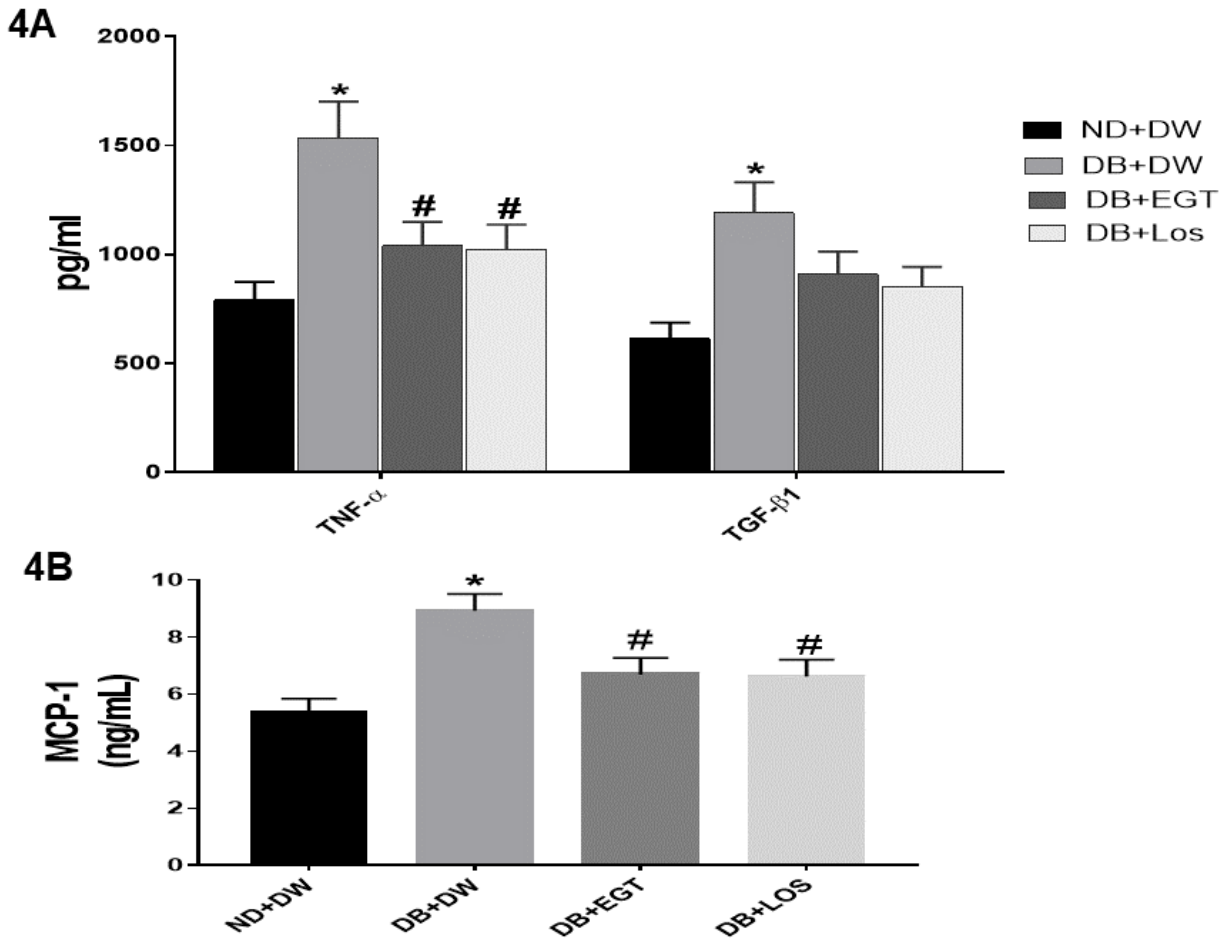 4A
2000
1500
1000
500
0
pg/ml
*
#
#
*
TNF-α
TGF-β1
ND+DW
DB+DW
DB+EGT
DB+Los
4B
10
8
6
4
2
0
MCP-1
(ng/mL)
*
#
#
ND+DW
DB+DW
DB+EGT
DB+LOS